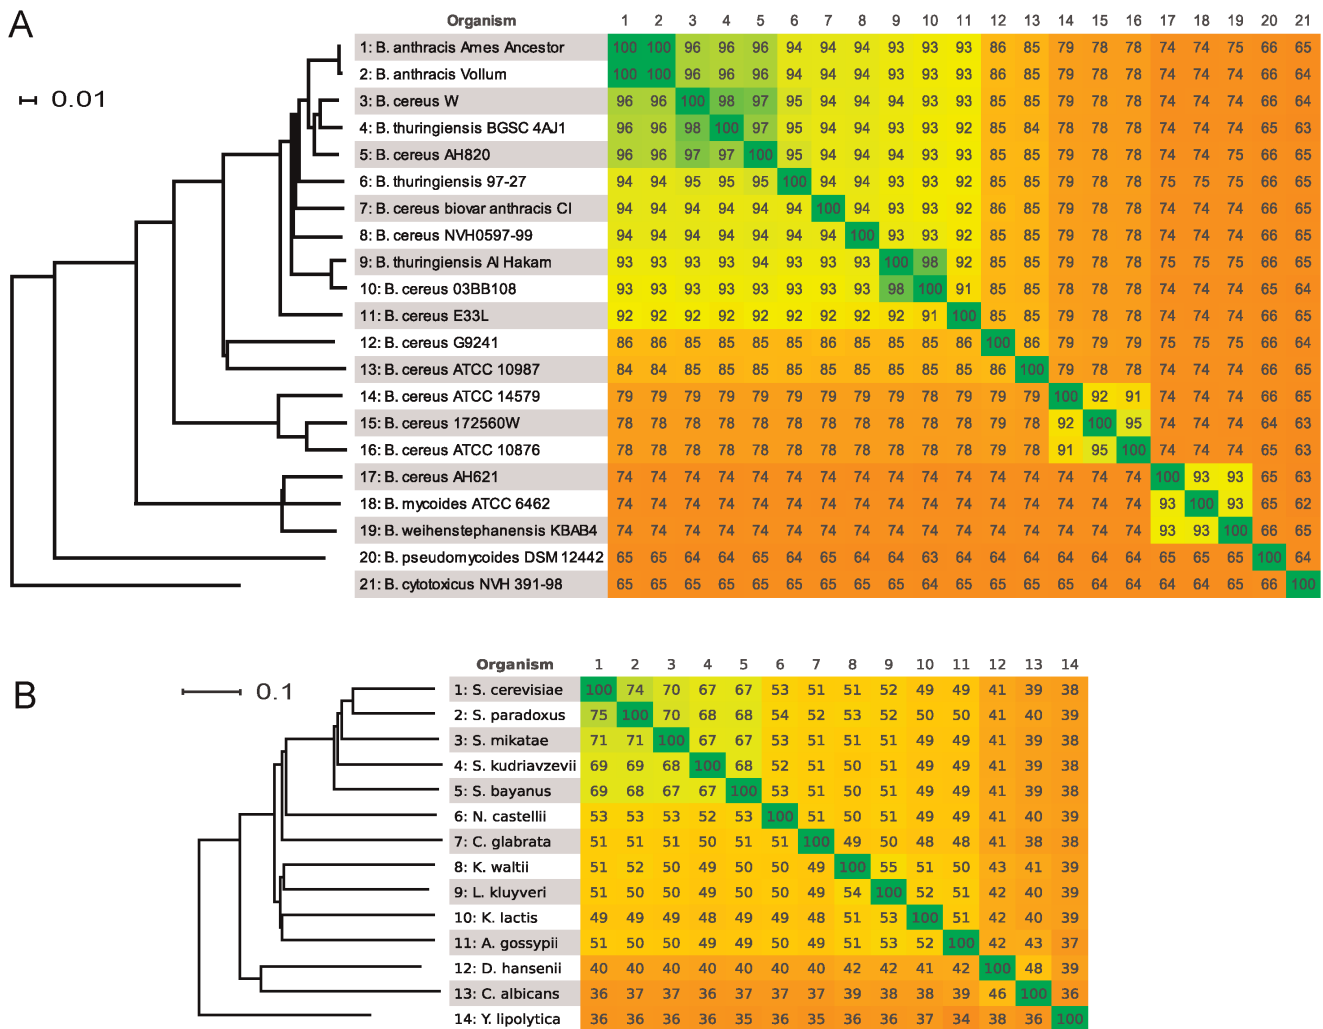 A
Organism 1 2 3 4 5 6 7 8 9 10 11 12 13 14 15 16 17 18 19 20 21
0.01
1: B. anthracis Ames Ancestor 100 100 96 96 96 94 94 94 93 93 93 86 85 79 78 78 74 74 75 66 65
2: B. anthracis Vollum 100 100 96 96 96 94 94 94 93 93 93 86 85 79 78 78 74 74 75 66 64
3: B. cereus W 96 96 100 98 97 95 94 94 94 93 93 85 85 79 78 78 74 74 74 66 64
4: B. thuringiensis BGSC 4AJ1 96 96 98 100 97 95 94 94 93 93 92 85 84 79 78 78 74 74 74 65 63
5: B. cereus AH820 96 96 97 97 100 95 94 94 94 93 93 85 85 79 78 78 74 74 75 66 65
6: B. thuringiensis 97-27 94 94 95 95 95 100 94 94 93 93 92 85 85 79 78 78 75 75 75 66 65
7: B. cereus biovar anthracis CI 94 94 94 94 94 94 100 94 93 93 92 86 85 79 78 78 74 74 74 66 65
8: B. cereus NVH0597-99 94 94 94 94 94 94 94 100 93 93 92 85 85 79 78 78 74 74 74 66 65
9: B. thuringiensis Al Hakam 93 93 93 93 94 93 93 93 100 98 92 85 85 79 78 78 75 75 75 66 65
10: B. cereus 03BB108 93 93 93 93 93 93 93 93 98 100 91 85 85 78 78 78 74 74 74 65 64
11: B. cereus E33L 92 92 92 92 92 92 92 92 92 91 100 85 85 79 78 78 74 74 74 66 65
12: B. cereus G9241 86 86 85 85 85 85 86 85 85 85 86 100 86 79 79 79 75 75 75 66 64
13: B. cereus ATCC 10987 84 84 85 85 85 85 85 85 85 85 85 86 100 79 78 78 74 74 74 66 65
14: B. cereus ATCC 14579 79 79 79 79 79 79 79 79 79 78 79 79 79 100 92 91 74 74 74 66 65
15: B. cereus 172560W 78 78 78 78 78 78 78 78 78 78 78 79 78 92 100 95 74 74 74 64 63
16: B. cereus ATCC 10876 78 78 78 78 78 78 78 78 78 78 78 79 78 91 95 100 74 74 74 65 63
17: B. cereus AH621 74 74 74 74 74 74 74 74 74 74 74 74 74 74 74 74 100 93 93 65 63
18: B. mycoides ATCC 6462 74 74 74 74 74 74 74 74 74 74 74 74 74 74 74 74 93 100 93 65 62
19: B. weihenstephanensis KBAB4 74 74 74 74 74 74 74 74 74 74 74 74 74 74 74 74 93 93 100 66 65
20: B. pseudomycoides DSM 12442 65 65 64 64 65 64 65 64 64 63 64 64 64 64 64 64 65 65 65 100 64
21: B. cytotoxicus NVH 391-98 65 65 65 65 65 65 65 65 65 64 65 65 65 65 64 64 64 64 65 66 100
B
Organism 1 2 3 4 5 6 7 8 9 10 11 12 13 14
0.1
1: S. cerevisiae 100 74 70 67 67 53 51 51 52 49 49 41 39 38
2: S. paradoxus 75 100 70 68 68 54 52 53 52 50 50 41 40 39
3: S. mikatae 71 71 100 67 67 53 51 51 51 49 49 41 39 38
4: S. kudriavzevii 69 69 68 100 68 52 51 50 51 49 49 41 39 38
5: S. bayanus 69 68 67 67 100 53 51 50 51 49 49 41 39 38
6: N. castellii 53 53 53 52 53 100 51 50 51 49 49 41 40 39
7: C. glabrata 51 51 51 50 51 51 100 49 50 48 48 41 38 38
8: K. waltii 51 52 50 49 50 50 49 100 55 51 50 43 41 39
9: L. kluyveri 51 50 50 49 50 50 49 54 100 52 51 42 40 39
10: K. lactis 49 49 49 48 49 49 48 51 53 100 51 42 40 39
11: A. gossypii 51 50 50 49 49 50 49 51 53 52 100 42 43 37
12: D. hansenii 40 40 40 40 40 40 40 42 42 41 42 100 48 39
13: C. albicans 36 37 37 36 37 37 37 39 38 38 39 46 100 36
14: Y. lipolytica 36 36 36 36 35 36 35 36 36 37 34 38 36 100